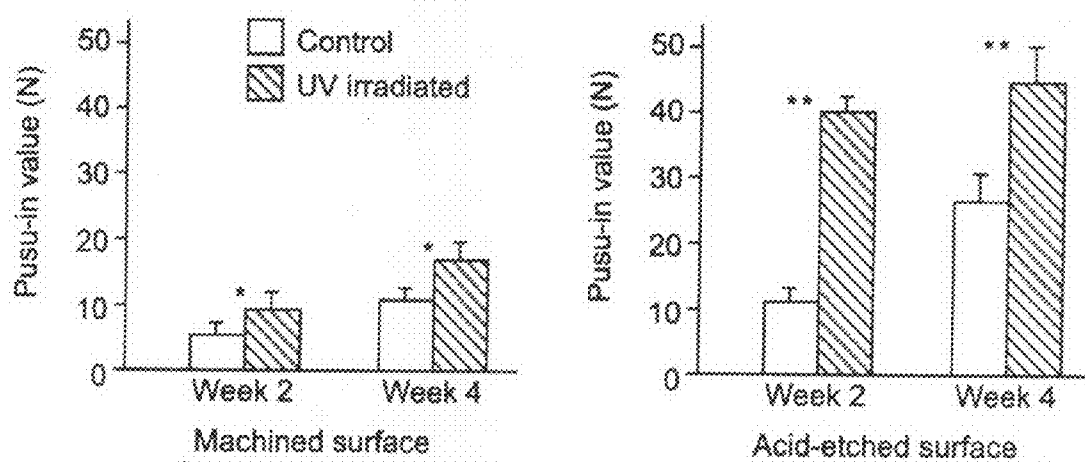 Pusu-in value (N)
50
40
30
20
10
0
Control
UV irradiated
*
*
Week 2 Week 4
Machined surface
Pusu-in value (N)
50
40
30
20
10
0
**
**
Week 2 Week 4
Acid-etched surface